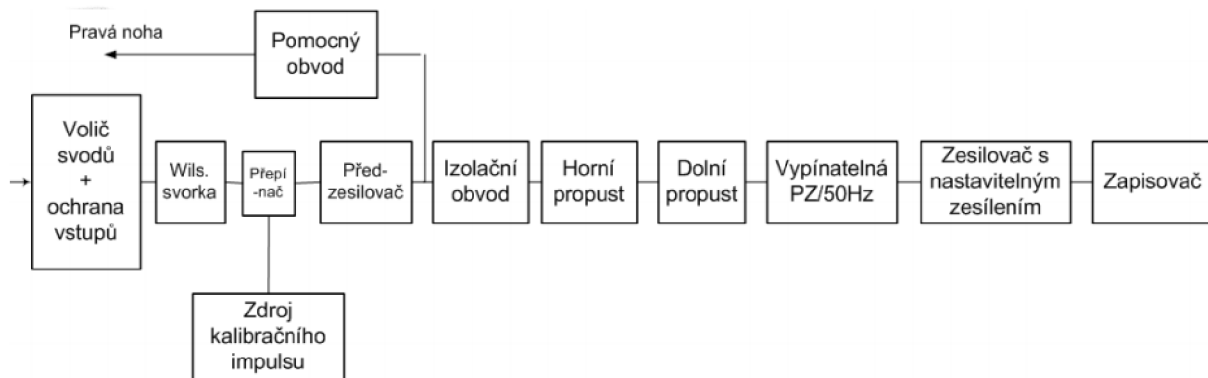 Pravá noha
Pomocný
obvod
Volič
svodů
+
ochrana
vstupů
Wils.
svorka
Přepí
-nač
Před-
zesilovač
Izolační
obvod
Horní
propust
Dolní
propust
Vypínatelná
PZ/50Hz
Zesilovač s
nastavitelným
zesílením
Zapisovač
Zdroj
kalibračního
impulsu